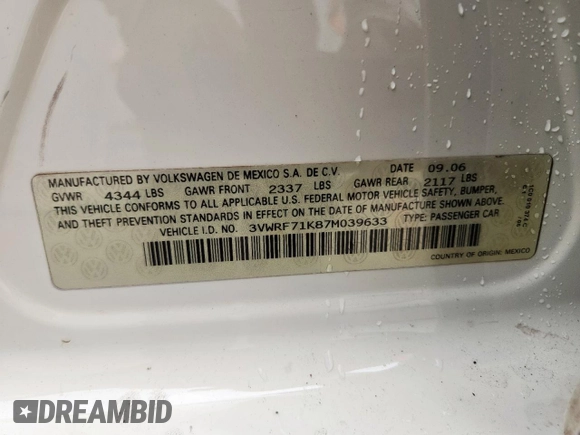 MANUFACTURED BY VOLKSWAGEN DE MEXICO S.A. DE C.V. DATE 09.06
GVWR 4344 LBS GAWR FRONT 2337 LBS GAWR REAR 2117 LBS
THIS VEHICLE CONFORMS TO ALL APPLICABLE U.S. FEDERAL MOTOR VEHICLE SAFETY, BUMPER,
AND THEFT PREVENTION STANDARDS IN EFFECT ON THE DATE OF MANUFACTURE SHOWN ABOVE.
VEHICLE I.D. NO. 3VWRF71K87M039633 TYPE: PASSENGER CAR
COUNTRY OF ORIGIN: MEXICO
DREAMBID